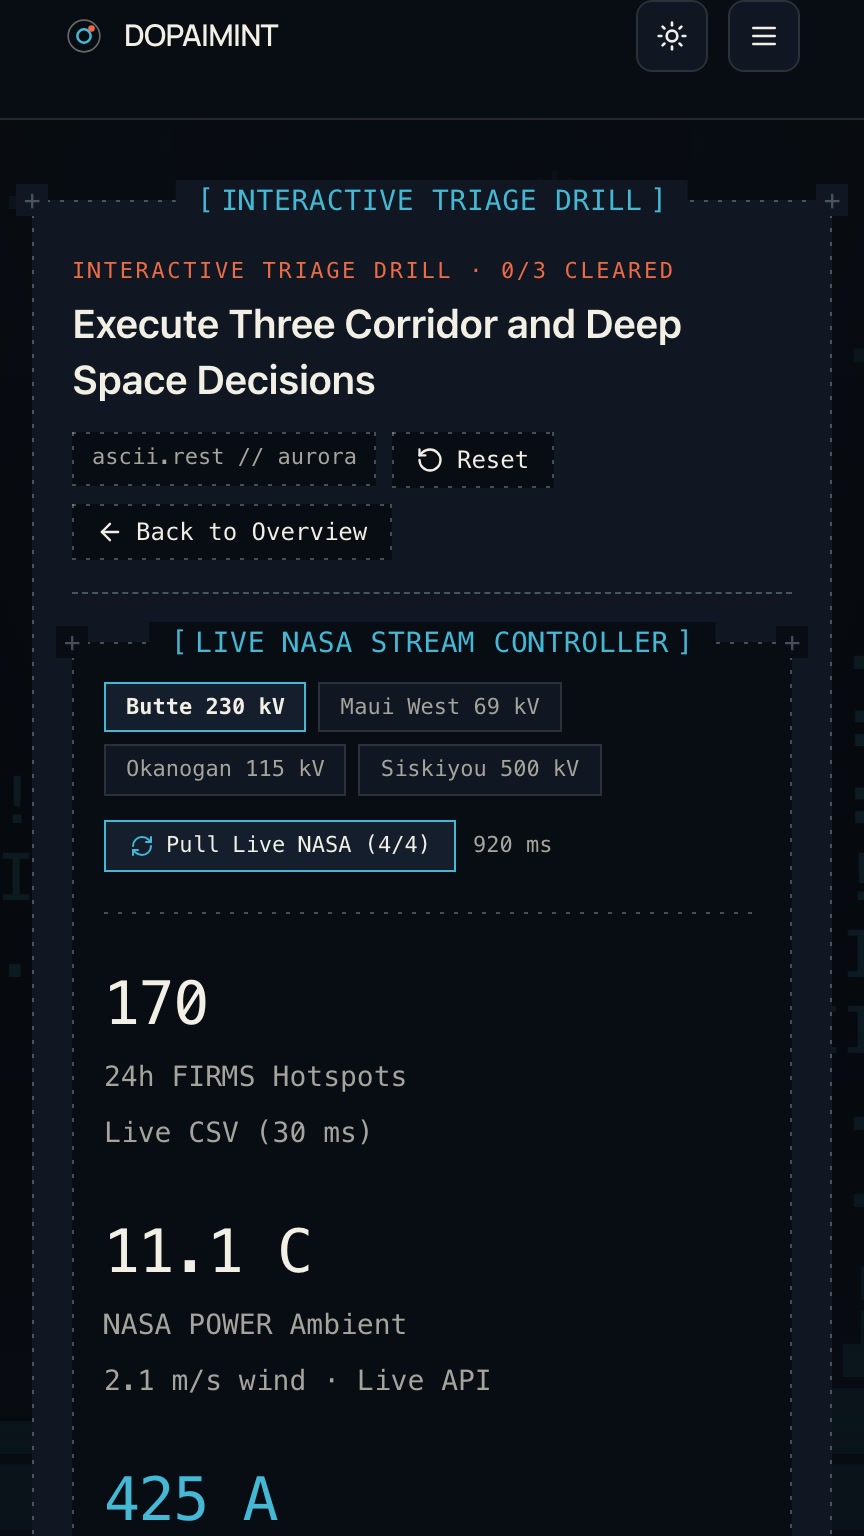 DOPAIMINT
[ INTERACTIVE TRIAGE DRILL ]
INTERACTIVE TRIAGE DRILL · 0/3 CLEARED
Execute Three Corridor and Deep
Space Decisions
ascii.rest // aurora
Reset
← Back to Overview
[ LIVE NASA STREAM CONTROLLER ]
Butte 230 kV
Maui West 69 kV
Okanogan 115 kV
Siskiyou 500 kV
Pull Live NASA (4/4)
920 ms
170
24h FIRMS Hotspots
Live CSV (30 ms)
11.1 C
NASA POWER Ambient
2.1 m/s wind · Live API
425 A